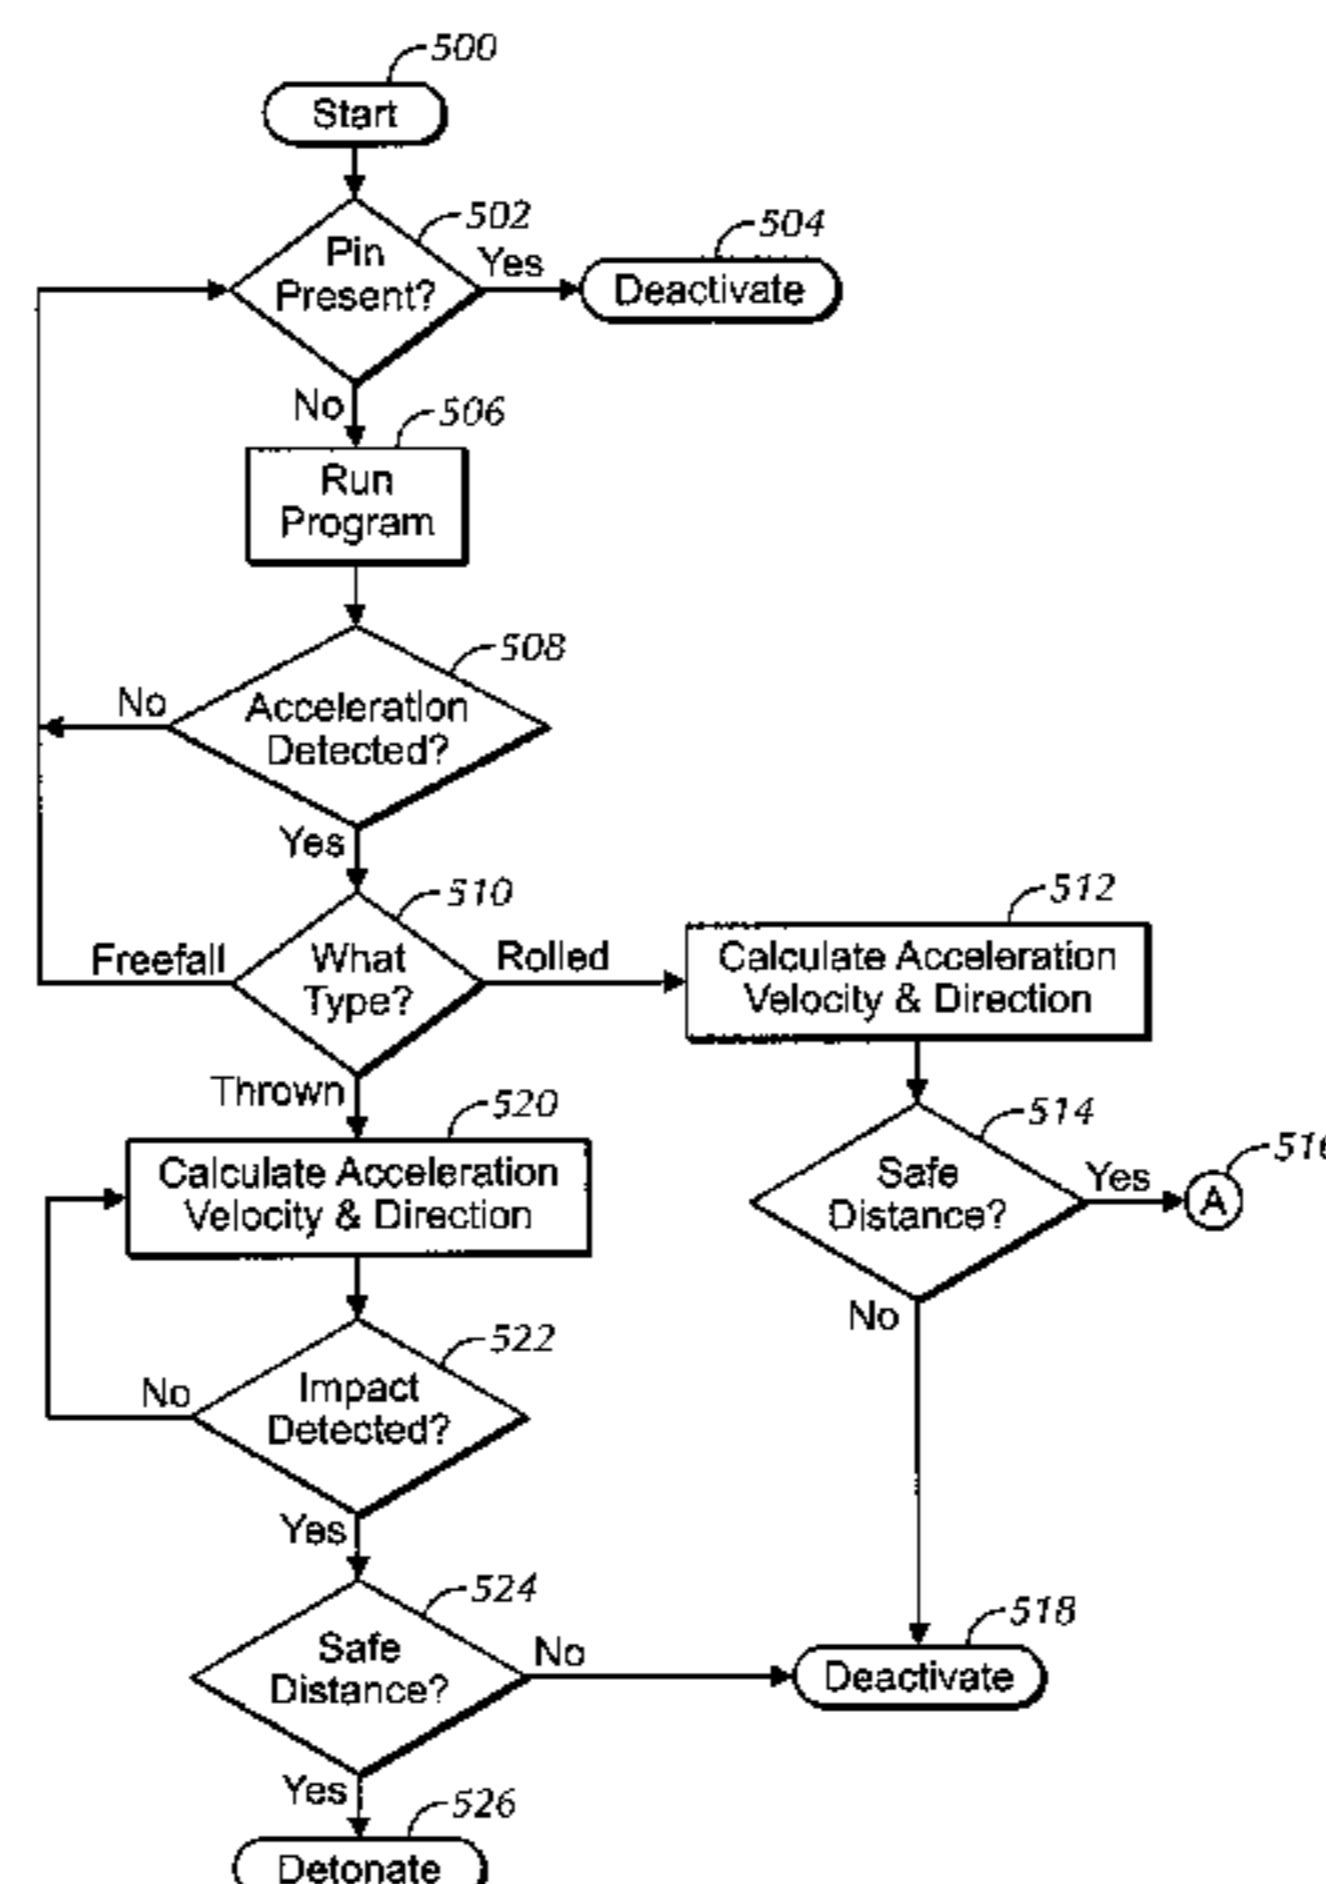 500
Start
502
Pin
Present?
Yes
504
Deactivate
No
506
Run
Program
508
No
Acceleration
Detected?
Yes
510
Freefall
What
Type?
Rolled
512
Calculate Acceleration
Velocity & Direction
Thrown
520
Calculate Acceleration
Velocity & Direction
514
Safe
Distance?
Yes
516
A
No
522
No
Impact
Detected?
Yes
524
Safe
Distance?
No
518
Deactivate
Yes
526
Detonate